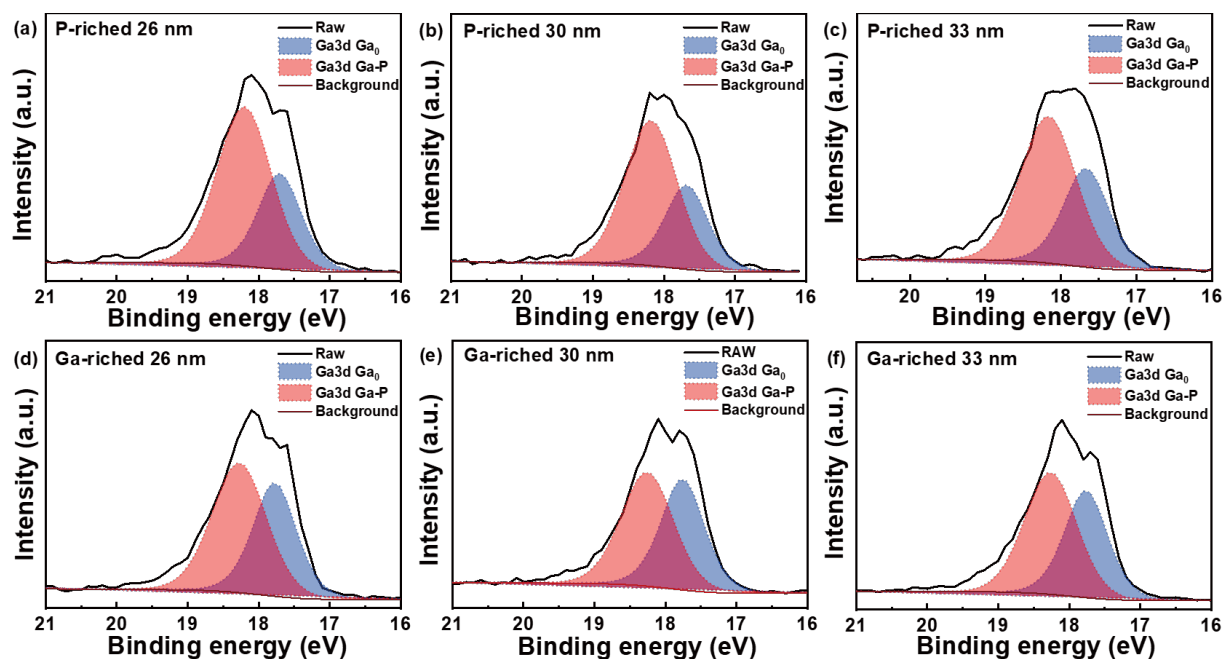 (a) P-riched 26 nm
Raw
Ga3d Ga₀
Ga3d Ga-P
Background
Intensity (a.u.)
21 20 19 18 17 16
Binding energy (eV)
(b) P-riched 30 nm
Raw
Ga3d Ga₀
Ga3d Ga-P
Background
Intensity (a.u.)
21 20 19 18 17 16
Binding energy (eV)
(c) P-riched 33 nm
Raw
Ga3d Ga₀
Ga3d Ga-P
Background
Intensity (a.u.)
20 19 18 17 16
Binding energy (eV)
(d) Ga-riched 26 nm
Raw
Ga3d Ga₀
Ga3d Ga-P
Background
Intensity (a.u.)
21 20 19 18 17 16
Binding energy (eV)
(e) Ga-riched 30 nm
RAW
Ga3d Ga₀
Ga3d Ga-P
Background
Intensity (a.u.)
21 20 19 18 17 16
Binding energy (eV)
(f) Ga-riched 33 nm
Raw
Ga3d Ga₀
Ga3d Ga-P
Background
Intensity (a.u.)
21 20 19 18 17 16
Binding energy (eV)